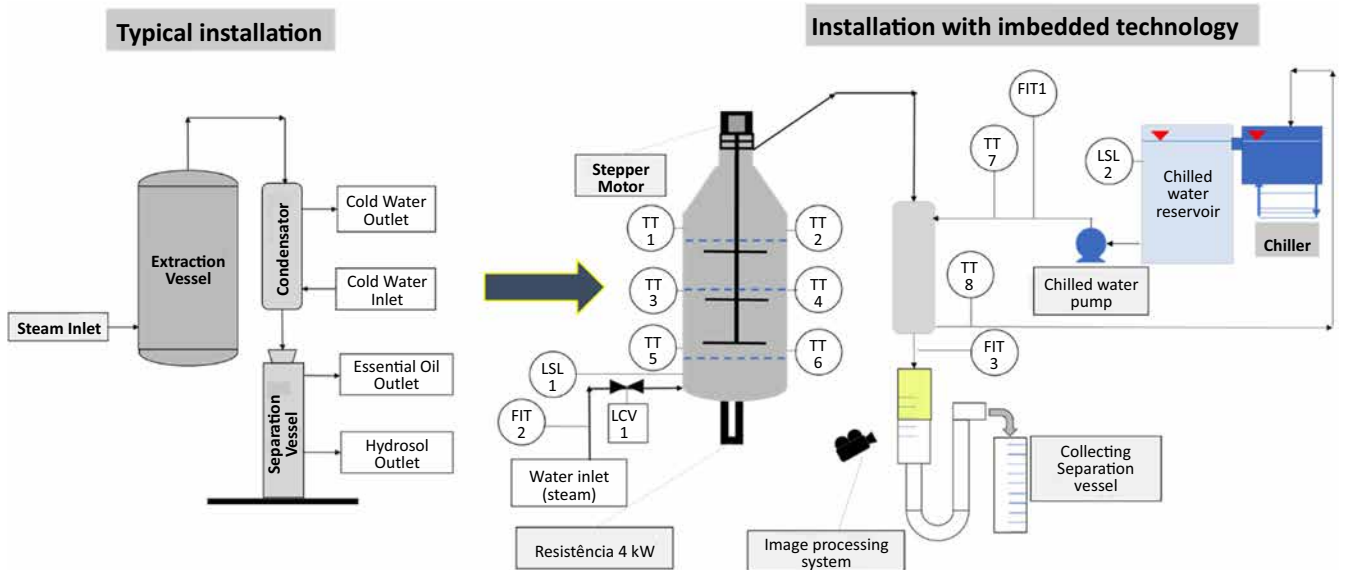 Typical installation
Installation with imbedded technology
Extraction
Vessel
Steam Inlet
Condensator
Cold Water
Outlet
Cold Water
Inlet
Separation
Vessel
Essential Oil
Outlet
Hydrosol
Outlet
Stepper
Motor
TT
1
TT
2
TT
3
TT
4
TT
5
TT
6
LSL
1
FIT
2
LCV
1
Water inlet
(steam)
Resistência 4 kW
FIT1
TT
7
LSL
2
Chilled
water
reservoir
Chiller
Chilled water
pump
TT
8
FIT
3
Collecting
Separation
vessel
Image processing
system